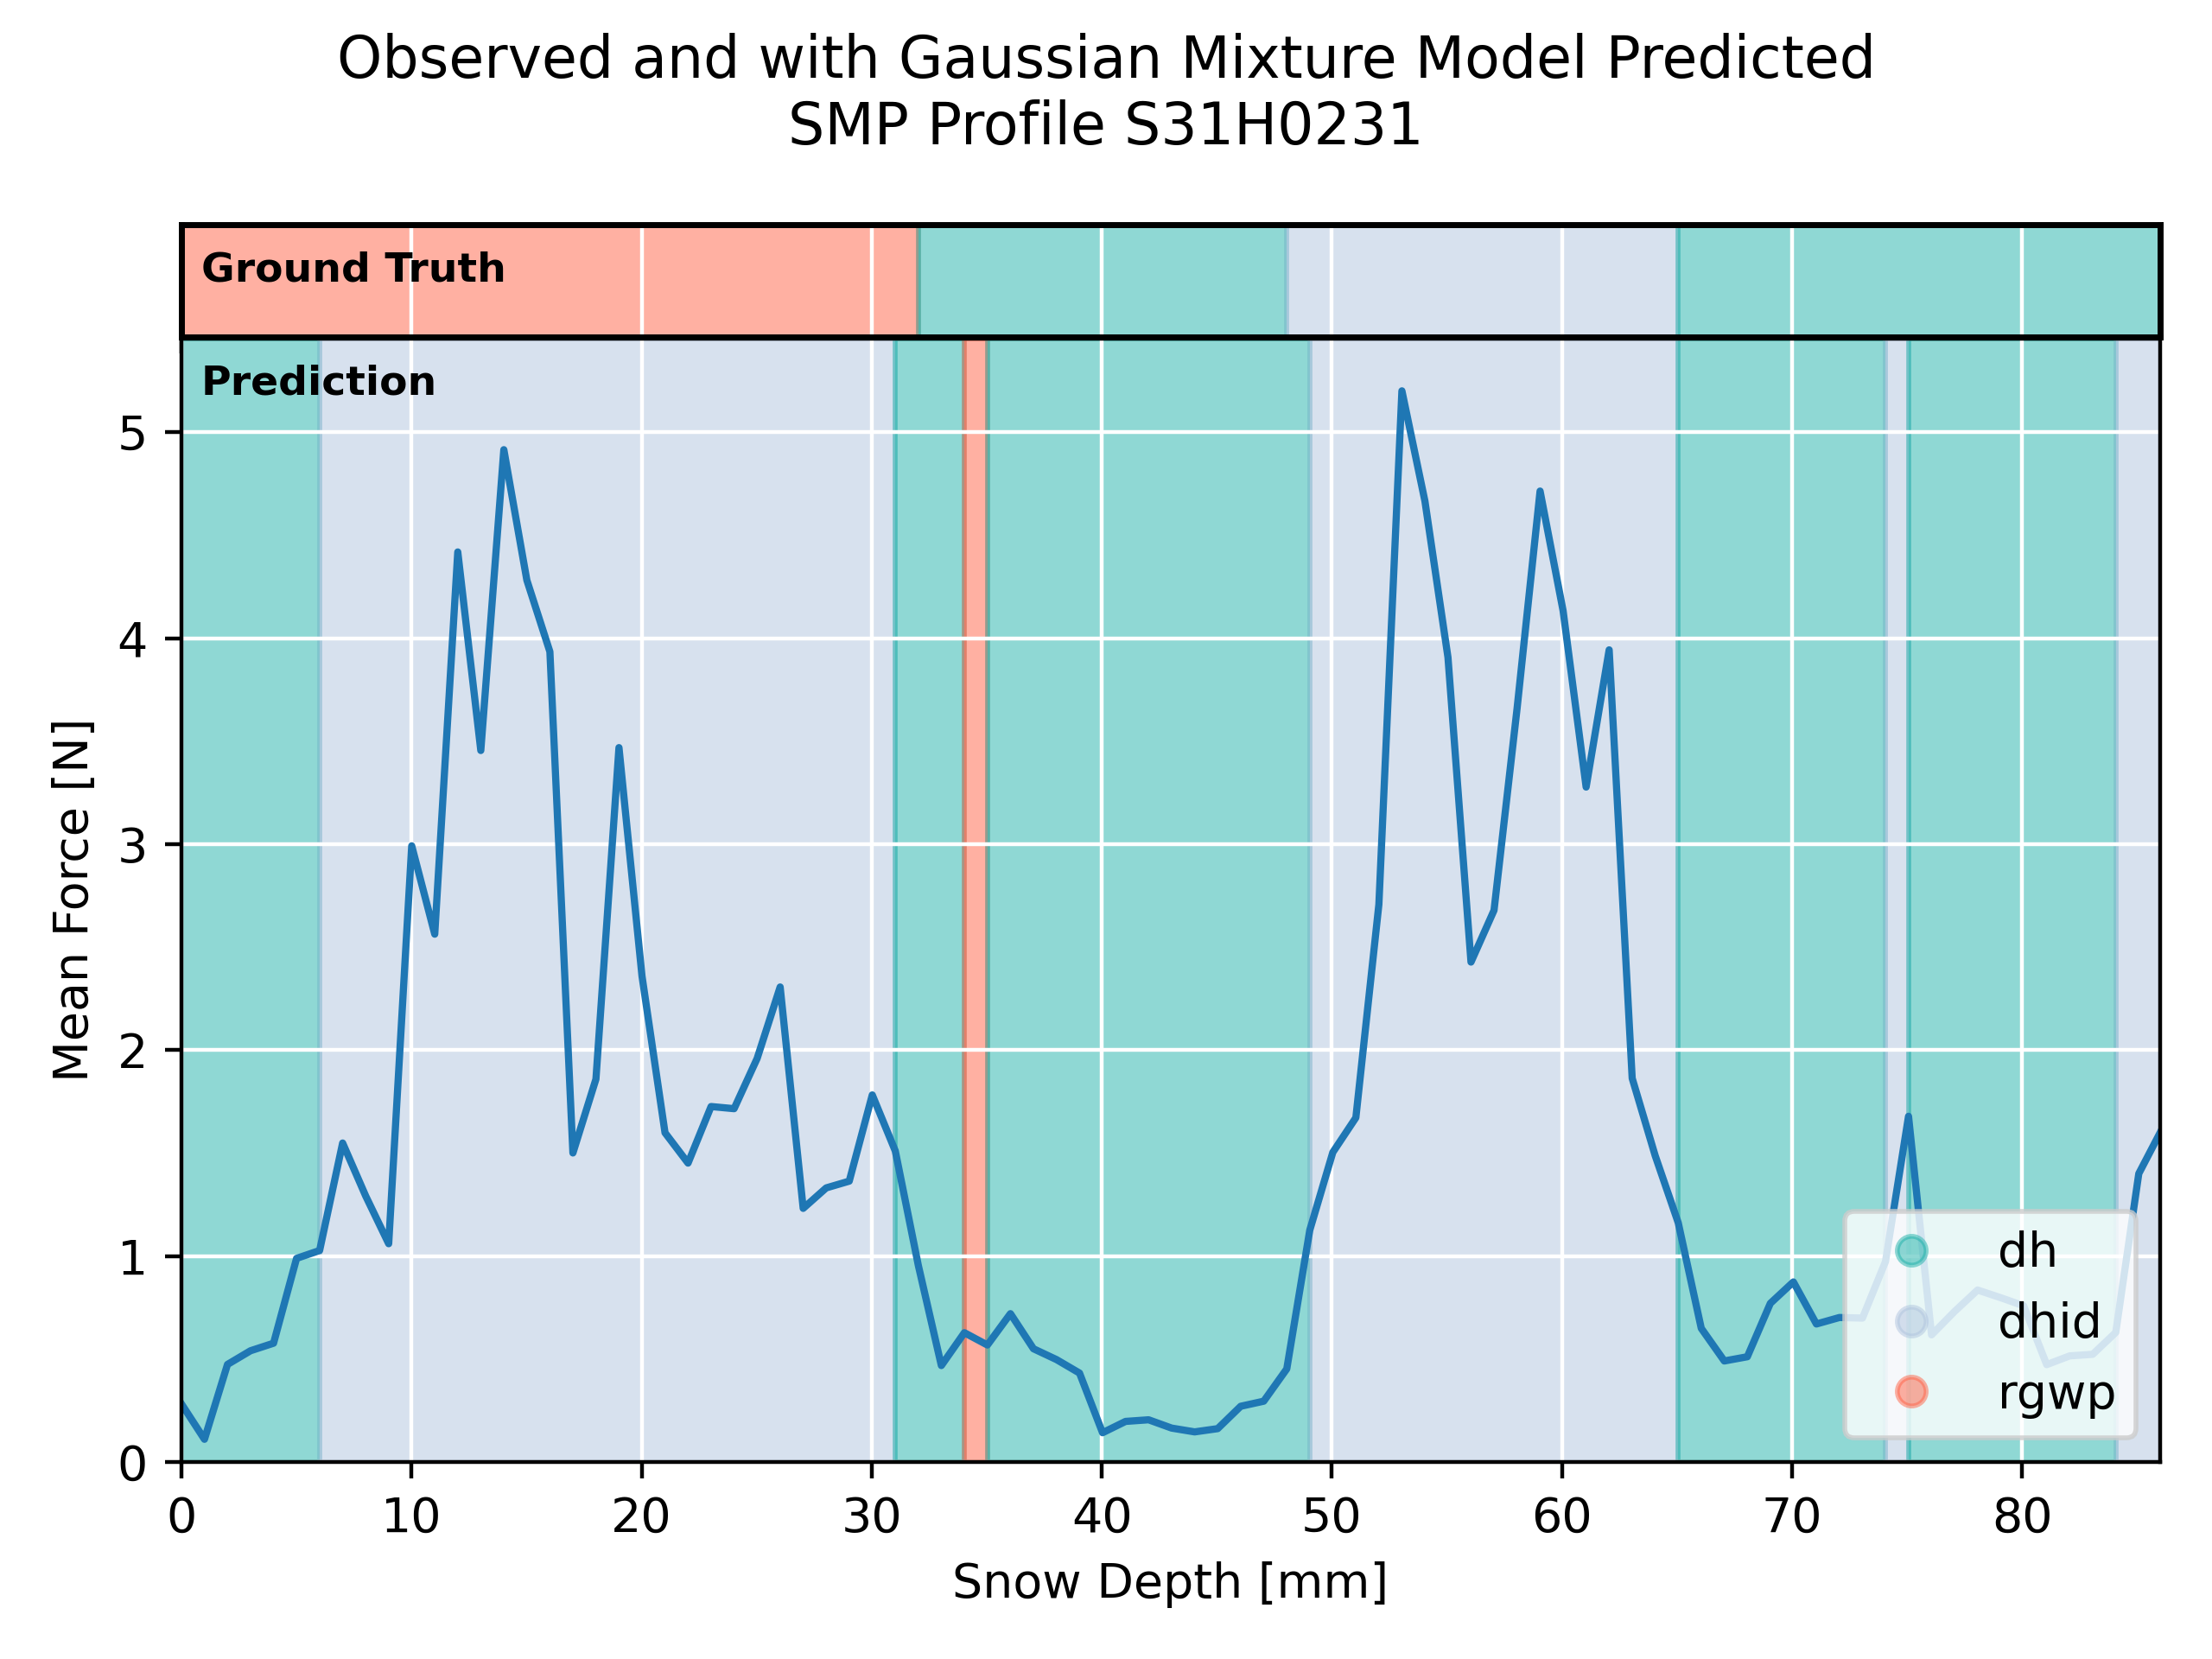 Observed and with Gaussian Mixture Model Predicted
SMP Profile S31H0231
Ground Truth
Prediction
5
4
3
2
1
0
Mean Force [N]
0 10 20 30 40 50 60 70 80
Snow Depth [mm]
dh
dhid
rgwp